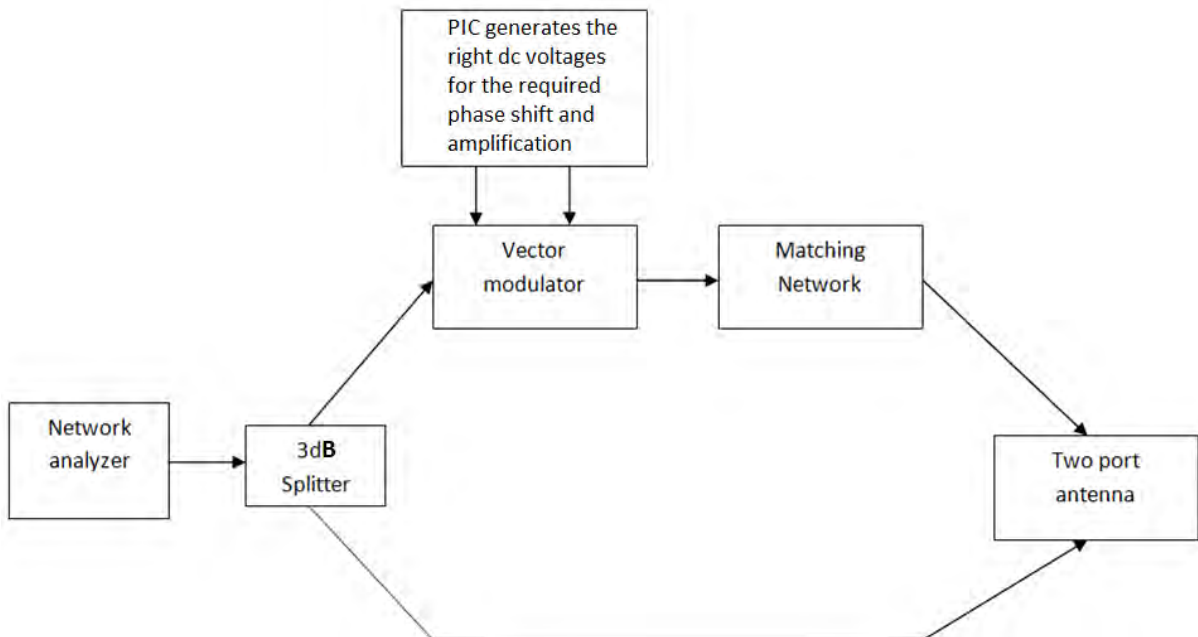 PIC generates the
right dc voltages
for the required
phase shift and
amplification
Vector
modulator
Matching
Network
Network
analyzer
3dB
Splitter
Two port
antenna